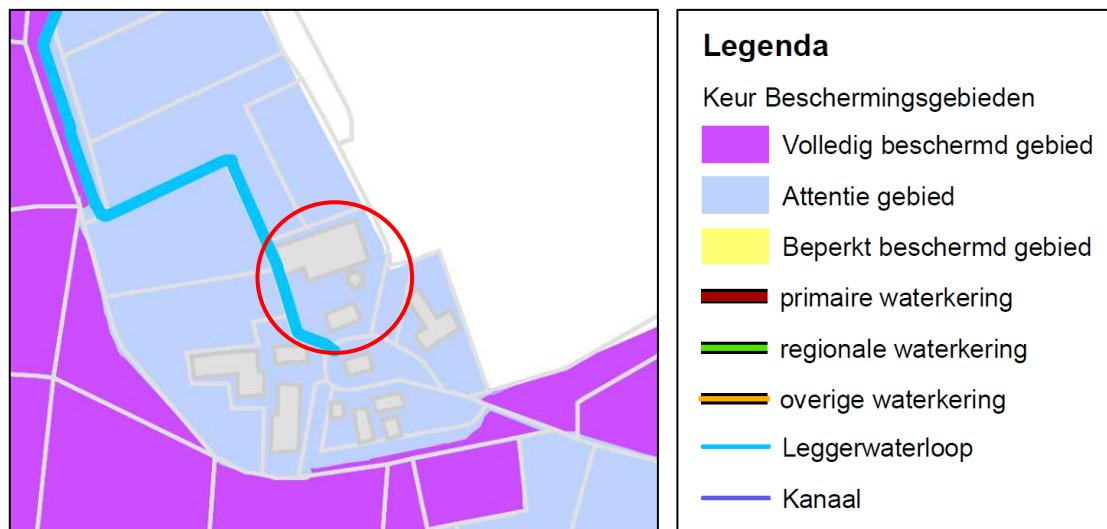 Legenda
Keur Beschermingsgebieden
Volledig beschermd gebied
Attentie gebied
Beperkt beschermd gebied
primaire waterkering
regionale waterkering
overige waterkering
Leggerwaterloop
Kanaal